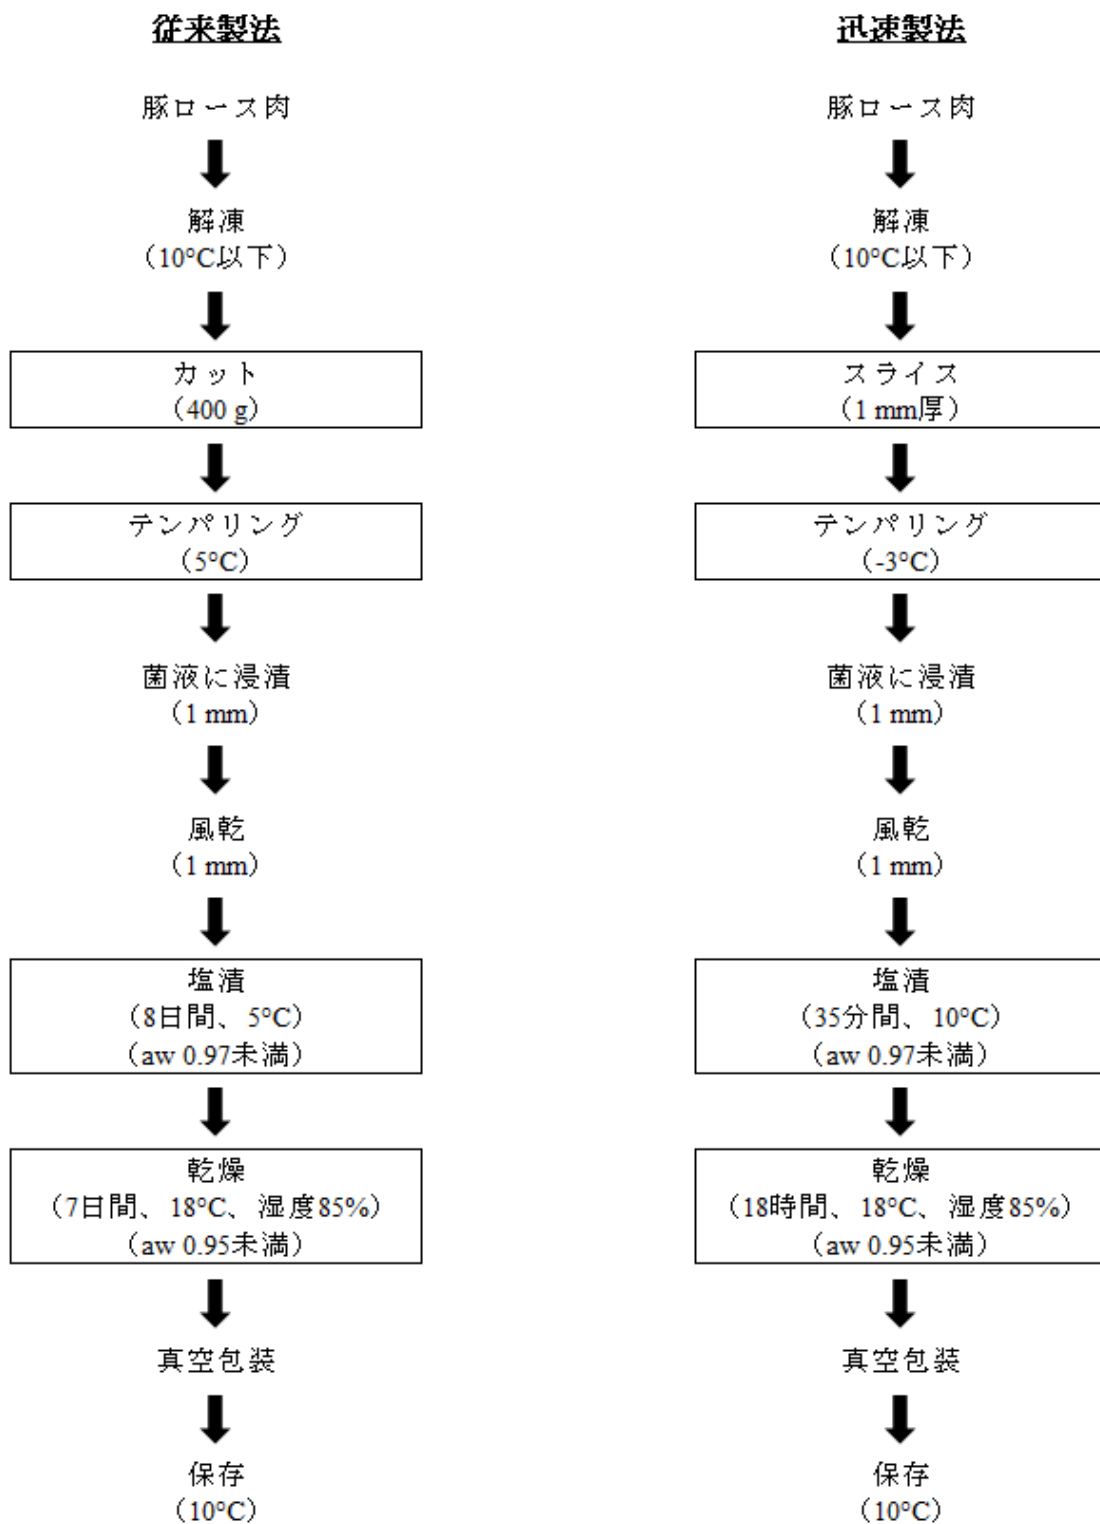 従来製法
豚ロース肉
解凍
（10°C以下）
カット
（400 g）
テンパリング
（5°C）
菌液に浸漬
（1 mm）
風乾
（1 mm）
塩漬
（8日間、5°C）
（aw 0.97未満）
乾燥
（7日間、18°C、湿度85%）
（aw 0.95未満）
真空包装
保存
（10°C）
迅速製法
豚ロース肉
解凍
（10°C以下）
スライス
（1 mm厚）
テンパリング
（-3°C）
菌液に浸漬
（1 mm）
風乾
（1 mm）
塩漬
（35分間、10°C）
（aw 0.97未満）
乾燥
（18時間、18°C、湿度85%）
（aw 0.95未満）
真空包装
保存
（10°C）